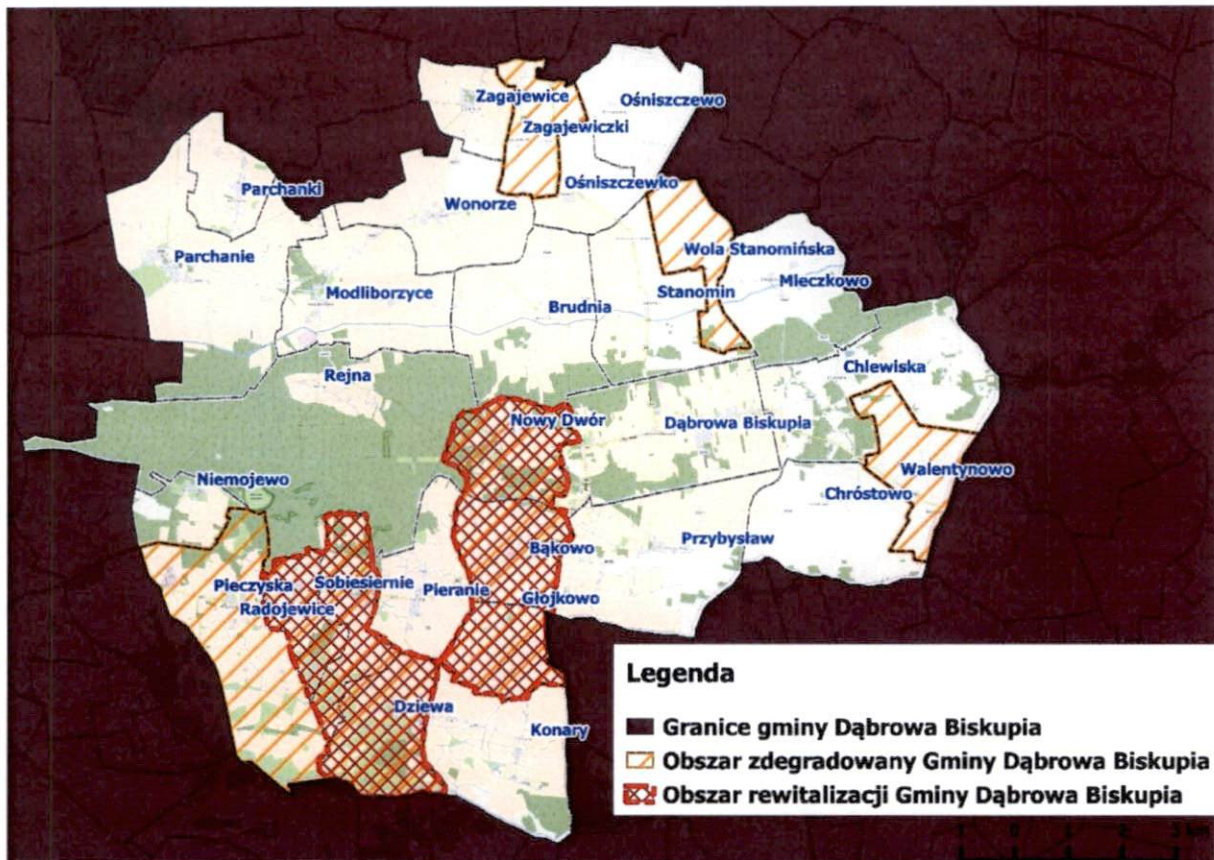 Zagajewice
Ośniszczewo
Zagajewiczki
Parchanki
Ośniszczewko
Wonorze
Parchanie
Wola Stanomińska
Modliborzyce
Brudnia
Stanomin
Mleczkowo
Rejna
Chlewiska
Nowy Dwór
Dąbrowa Biskupia
Walentynowo
Niemojewo
Chróstowo
Przybysław
Bąkowo
Pieczyska
Sobiesiernie
Pieranie
Głojkowo
Radojewice
Dziewa
Konary
Legenda
Granice gminy Dąbrowa Biskupia
Obszar zdegradowany Gminy Dąbrowa Biskupia
Obszar rewitalizacji Gminy Dąbrowa Biskupia